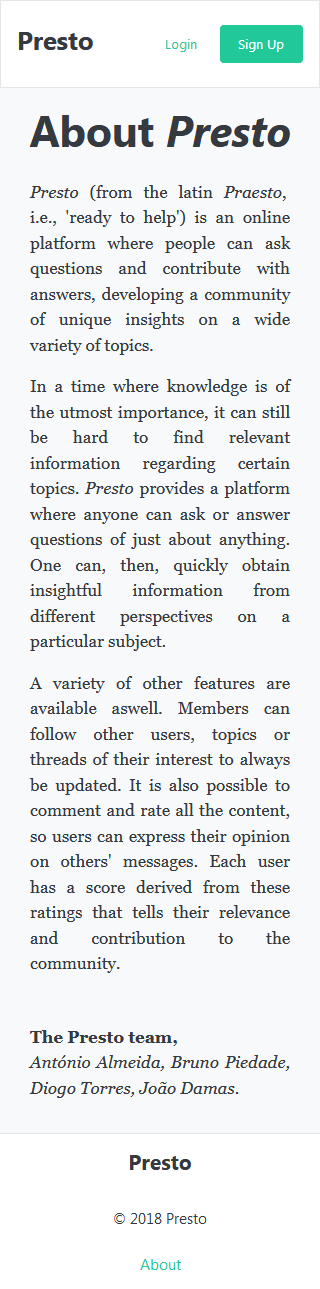 Presto
Login
Sign Up
About Presto
Presto (from the latin Praesto,
i.e., 'ready to help') is an online
platform where people can ask
questions and contribute with
answers, developing a community
of unique insights on a wide
variety of topics.
In a time where knowledge is of
the utmost importance, it can still
be hard to find relevant
information regarding certain
topics. Presto provides a platform
where anyone can ask or answer
questions of just about anything.
One can, then, quickly obtain
insightful information from
different perspectives on a
particular subject.
A variety of other features are
available aswell. Members can
follow other users, topics or
threads of their interest to always
be updated. It is also possible to
comment and rate all the content,
so users can express their opinion
on others' messages. Each user
has a score derived from these
ratings that tells their relevance
and contribution to the
community.
The Presto team,
António Almeida, Bruno Piedade,
Diogo Torres, João Damas.
Presto
© 2018 Presto
About